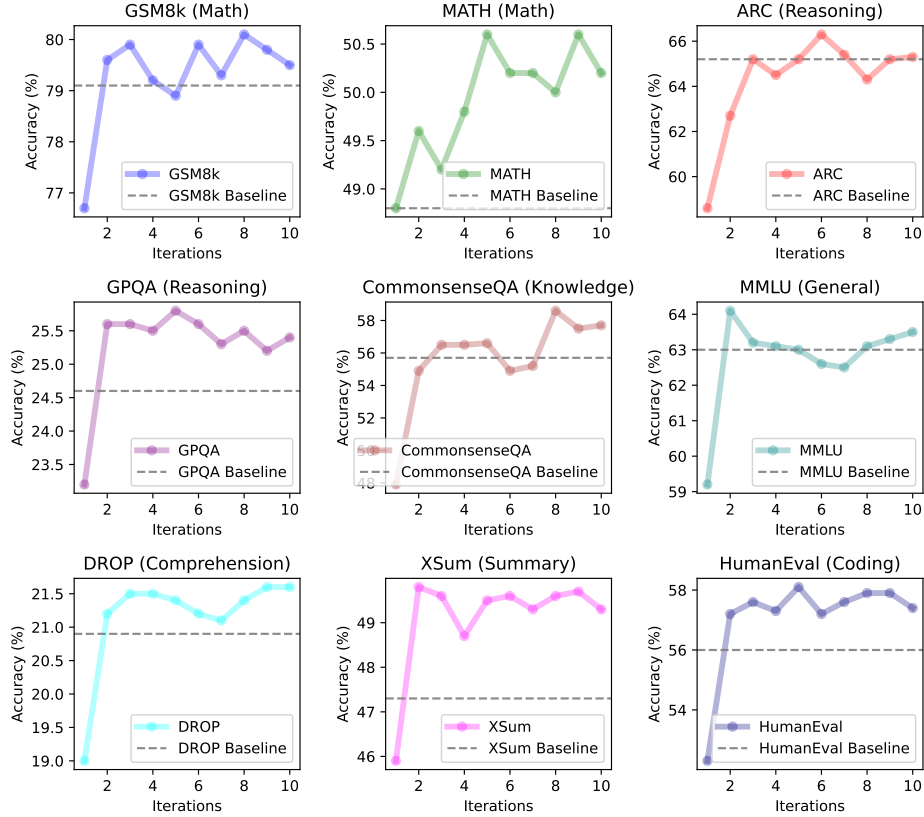 GSM8k (Math)
80
79
78
77
Accuracy (%)
GSM8k
GSM8k Baseline
2 4 6 8 10
Iterations
MATH (Math)
50.5
50.0
49.5
49.0
Accuracy (%)
MATH
MATH Baseline
2 4 6 8 10
Iterations
ARC (Reasoning)
66
64
62
60
Accuracy (%)
ARC
ARC Baseline
2 4 6 8 10
Iterations
GPQA (Reasoning)
25.5
25.0
24.5
24.0
23.5
Accuracy (%)
GPQA
GPQA Baseline
2 4 6 8 10
Iterations
CommonsenseQA (Knowledge)
58
56
54
52
50
48
Accuracy (%)
CommonsenseQA
CommonsenseQA Baseline
2 4 6 8 10
Iterations
MMLU (General)
64
63
62
61
60
59
Accuracy (%)
MMLU
MMLU Baseline
2 4 6 8 10
Iterations
DROP (Comprehension)
21.5
21.0
20.5
20.0
19.5
19.0
Accuracy (%)
DROP
DROP Baseline
2 4 6 8 10
Iterations
XSum (Summary)
49
48
47
46
Accuracy (%)
XSum
XSum Baseline
2 4 6 8 10
Iterations
HumanEval (Coding)
58
56
54
Accuracy (%)
HumanEval
HumanEval Baseline
2 4 6 8 10
Iterations